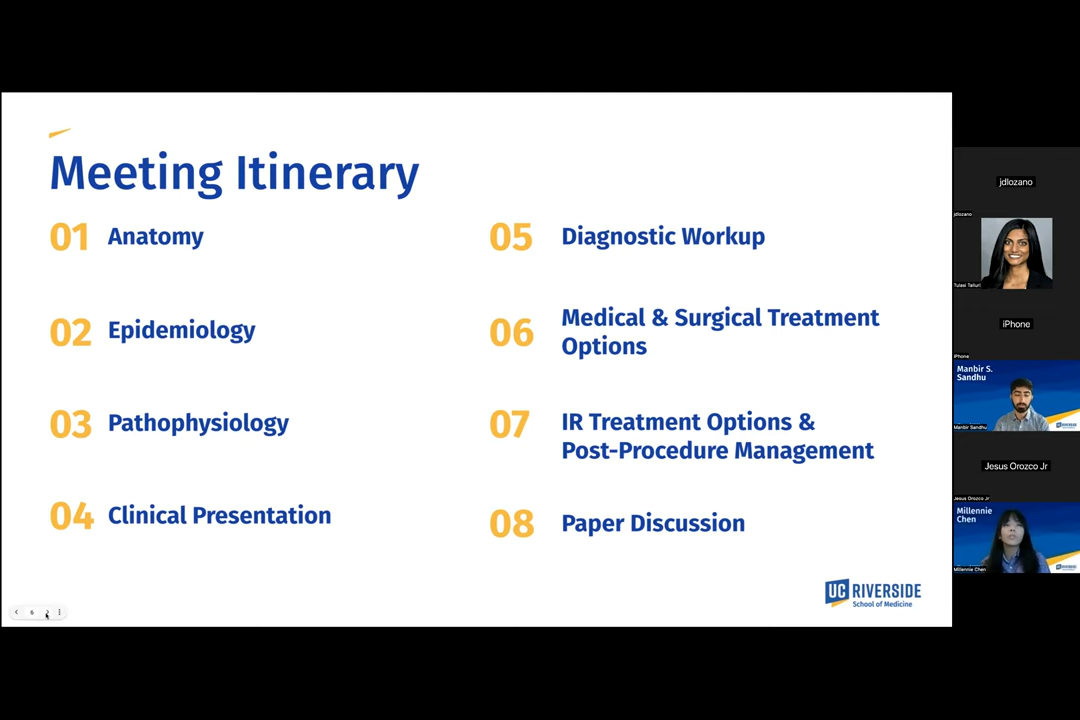 Meeting Itinerary
01 Anatomy
02 Epidemiology
03 Pathophysiology
04 Clinical Presentation
05 Diagnostic Workup
06 Medical & Surgical Treatment
Options
07 IR Treatment Options &
Post-Procedure Management
08 Paper Discussion
UC RIVERSIDE
School of Medicine
6
jdlozano
jdlozano
Tulasi Talluri
iPhone
iPhone
Manbir S.
Sandhu
Manbir Sandhu
Jesus Orozco Jr
Jesus Orozco Jr
Millennie
Chen
Millennie Chen